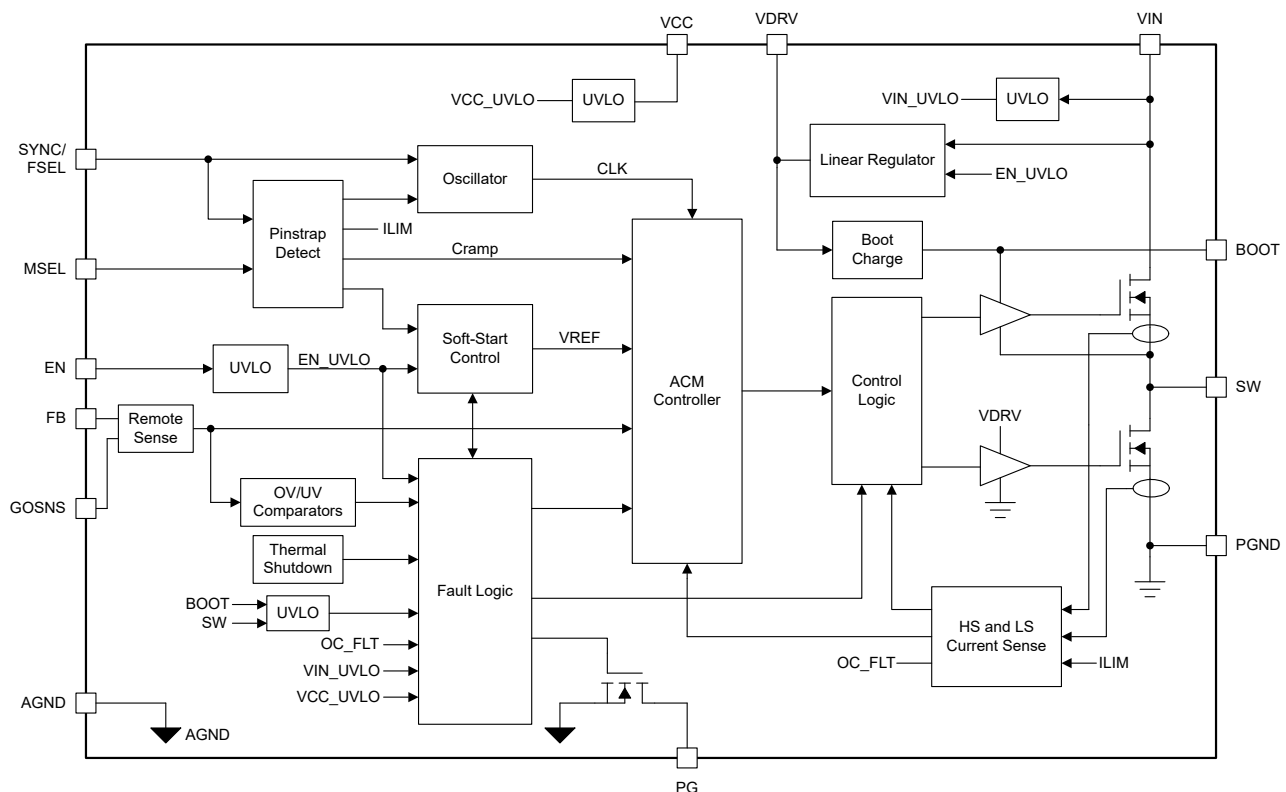 VCC
VDRV
VIN
VCC_UVLO
UVLO
VIN_UVLO
UVLO
SYNC/
FSEL
Oscillator
CLK
Linear Regulator
EN_UVLO
Pinstrap
Detect
ILIM
MSEL
Cramp
Boot
Charge
BOOT
Soft-Start
Control
VREF
EN
UVLO
EN_UVLO
ACM
Controller
Control
Logic
SW
FB
Remote
Sense
VDRV
GOSNS
OV/UV
Comparators
Thermal
Shutdown
Fault Logic
PGND
BOOT
SW
UVLO
OC_FLT
VIN_UVLO
VCC_UVLO
HS and LS
Current Sense
OC_FLT
ILIM
AGND
AGND
PG